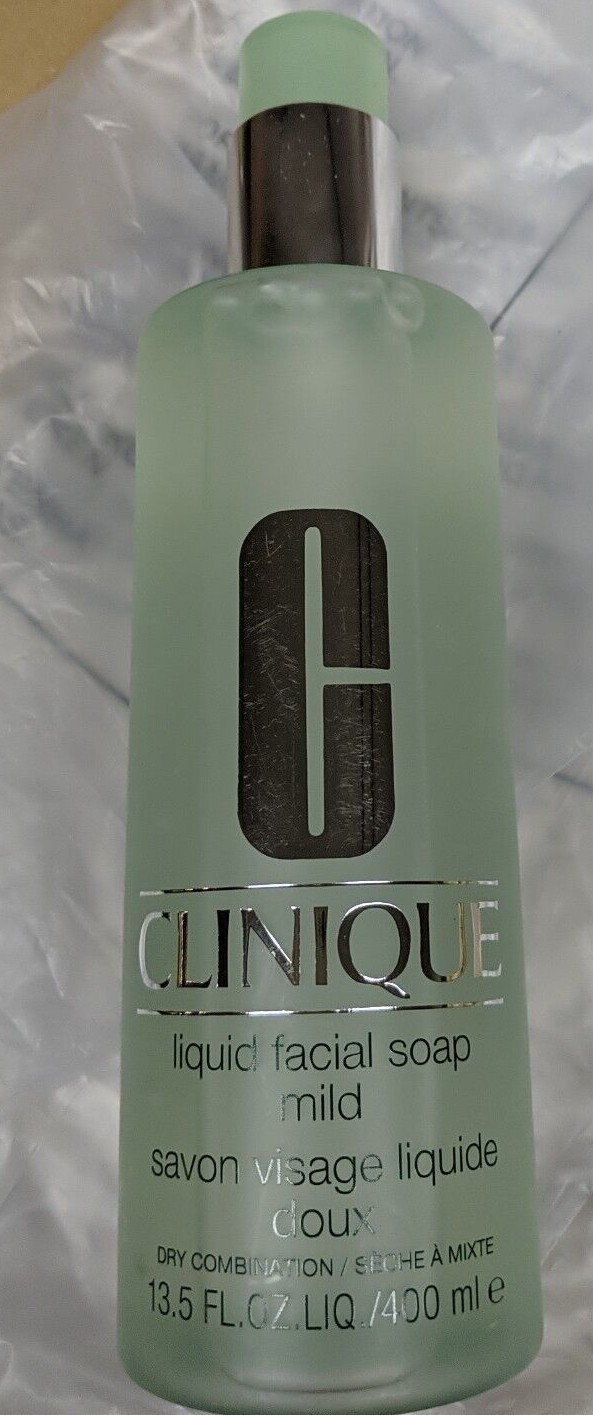 C
CLINIQUE
liquid facial soap
mild
savon visage liquide
doux
DRY COMBINATION / SÈCHE À MIXTE
13.5 FL.OZ.LIQ./400 ml e